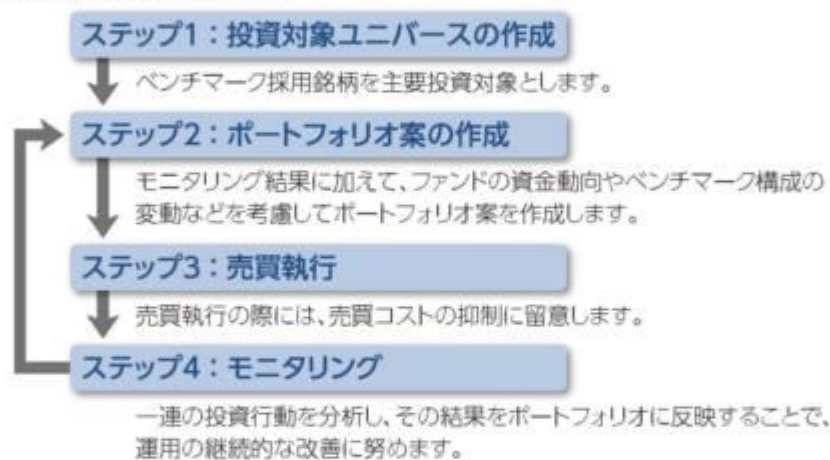 ステップ1：投資対象ユニバースの作成
ベンチマーク採用銘柄を主要投資対象とします。
ステップ2：ポートフォリオ案の作成
モニタリング結果に加えて、ファンドの資金動向やベンチマーク構成の
変動などを考慮してポートフォリオ案を作成します。
ステップ3：売買執行
売買執行の際には、売買コストの抑制に留意します。
ステップ4：モニタリング
一連の投資行動を分析し、その結果をポートフォリオに反映することで、
運用の継続的な改善に努めます。